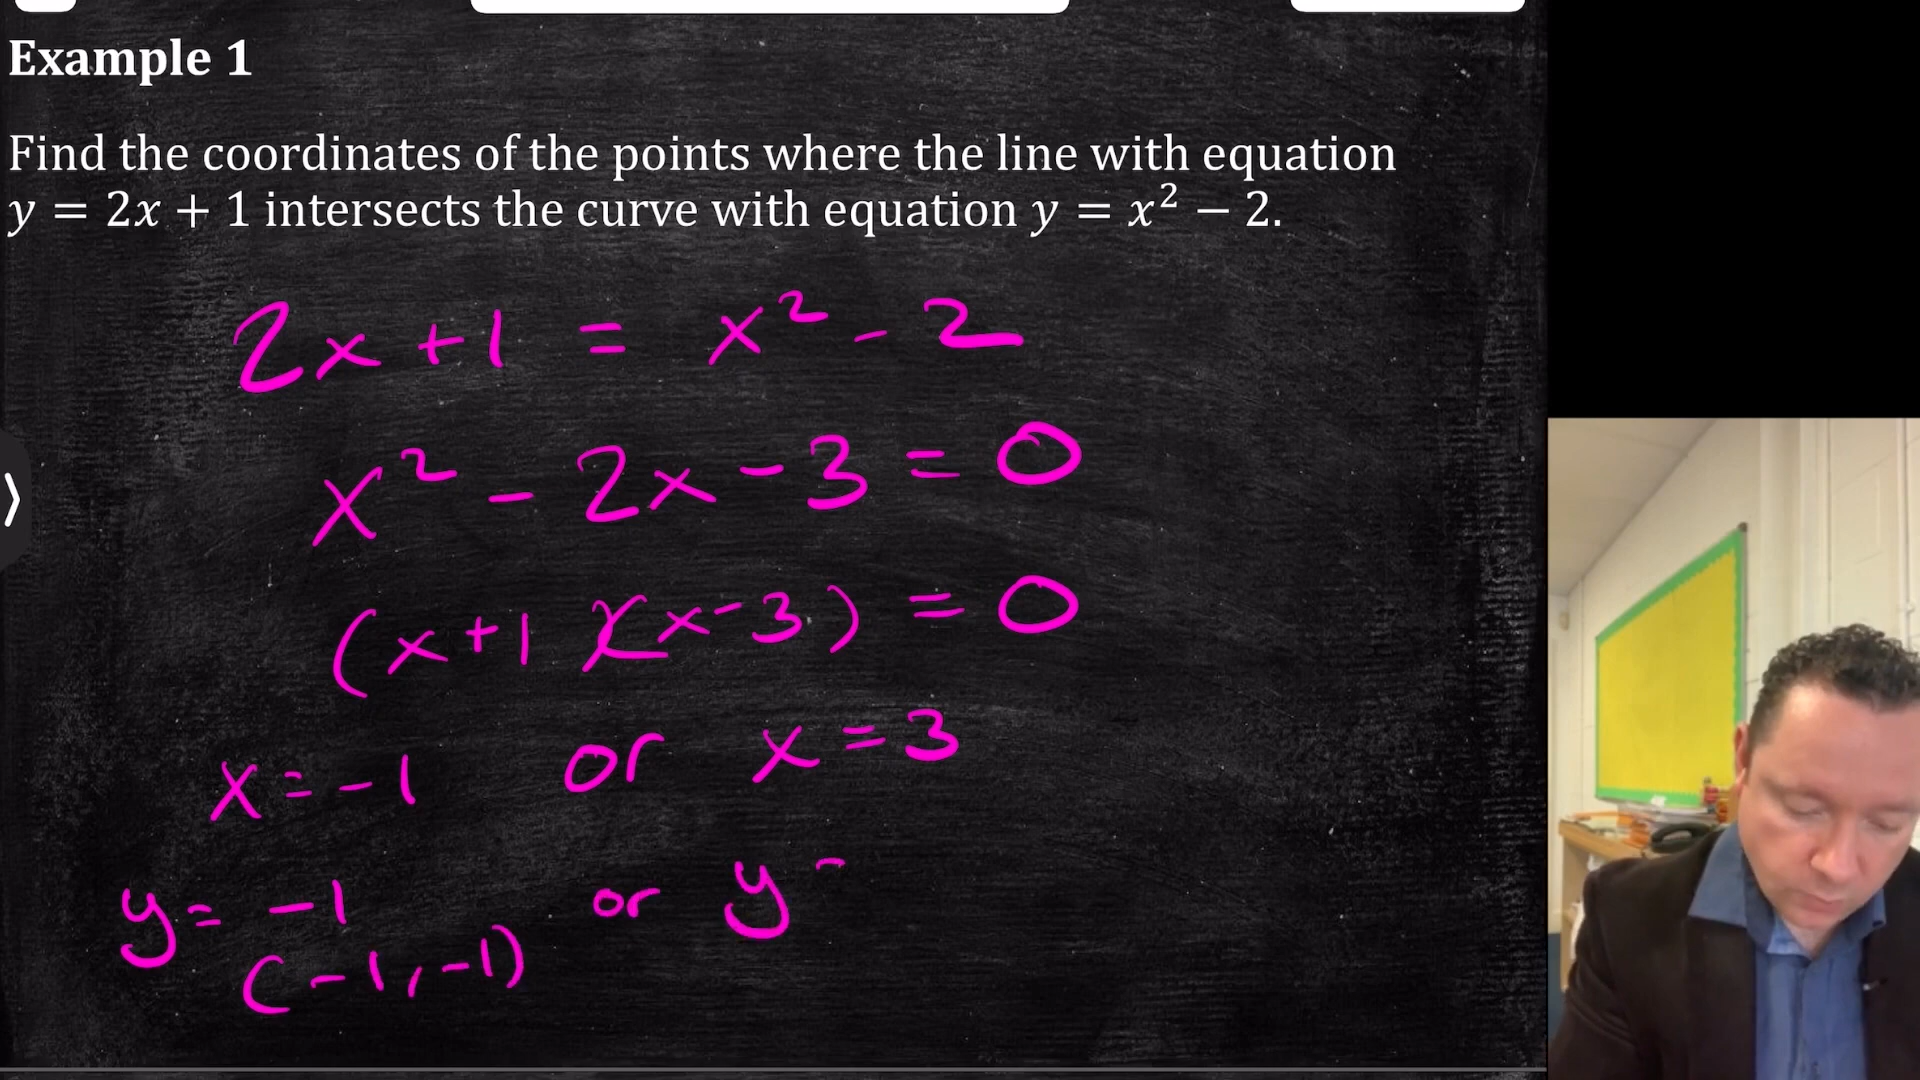 Example 1
Find the coordinates of the points where the line with equation
y = 2x + 1 intersects the curve with equation y = x² − 2.
2x + 1 = x² - 2
x² - 2x - 3 = 0
(x+1)(x-3) = 0
x = -1 or x = 3
y = -1 or y -
(-1, -1)